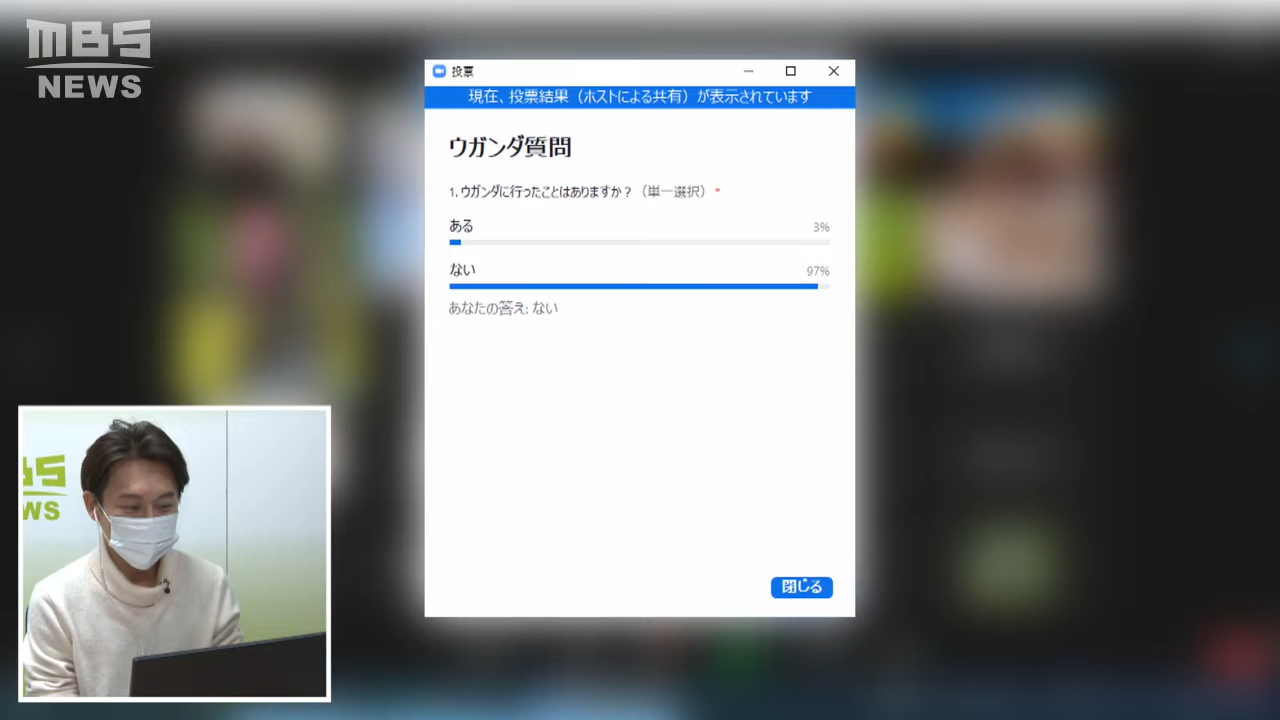 MBS
NEWS
投票
現在、投票結果（ホストによる共有）が表示されています
ウガンダ質問
1. ウガンダに行ったことはありますか？（単一選択） *
ある
3%
ない
97%
あなたの答え: ない
閉じる
BS
WS